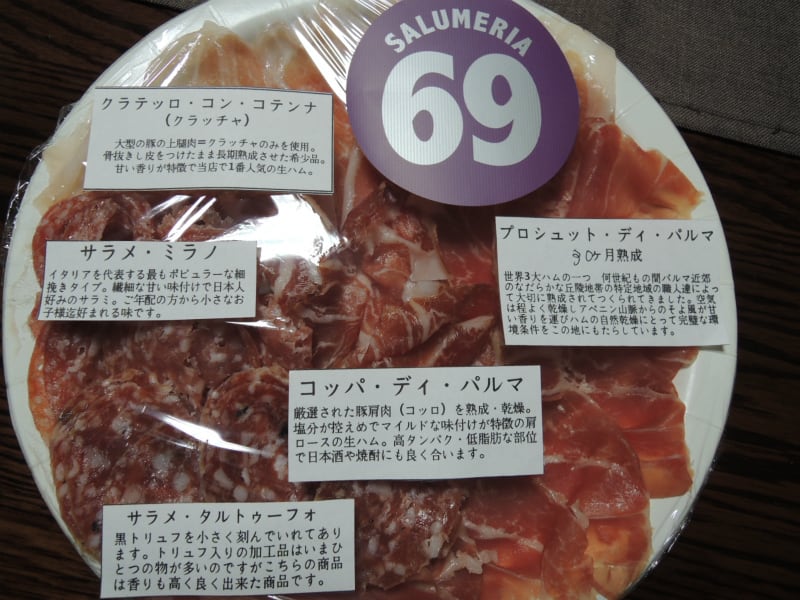 SALUMERIA
69
クラテッロ・コン・コテンナ
(クラッチャ)
大型の豚の上腿肉=クラッチャのみを使用。
骨抜きし皮をつけたまま長期熟成させた希少品。
甘い香りが特徴で当店で1番人気の生ハム。
サラメ・ミラノ
イタリアを代表する最もポピュラーな細
挽きタイプ。繊細な甘い味付けで日本人
好みのサラミ。ご年配の方から小さなお
子様迄好まれる味です。
プロシュット・ディ・パルマ
30ヶ月熟成
世界3大ハムの一つ 何世紀もの間パルマ近郊
のなだらかな丘陵地帯の特定地域の職人達によ
って大切に熟成されてつくられてきました。空気
は程よく乾燥しアペニン山脈からのそよ風が甘
い香りを運びハムの自然乾燥にとって完璧な環
境条件をこの地にもたらしています。
コッパ・ディ・パルマ
厳選された豚肩肉(コッロ)を熟成・乾燥。
塩分が控えめでマイルドな味付けが特徴の肩
ロースの生ハム。高タンパク・低脂肪な部位
で日本酒や焼酎にも良く合います。
サラメ・タルトゥーフォ
黒トリュフを小さく刻んでいれてあり
ます。トリュフ入りの加工品はいまひ
とつの物が多いのですがこちらの商品
は香りも高く良く出来た商品です。